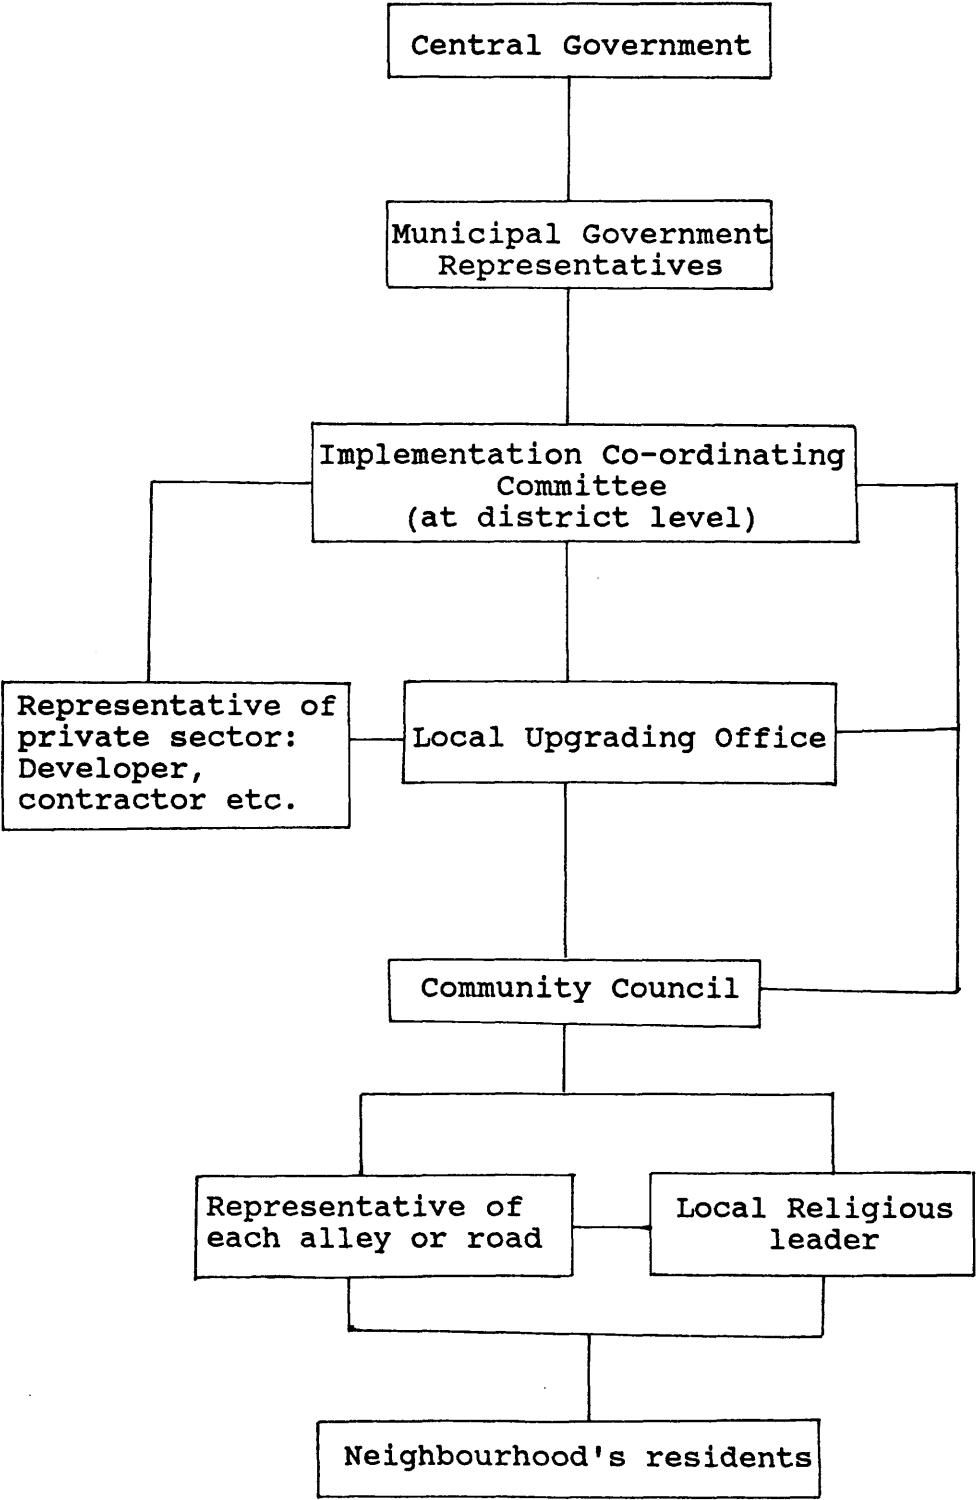 Central Government
Municipal Government
Representatives
Implementation Co-ordinating
Committee
(at district level)
Representative of
private sector:
Developer,
contractor etc.
Local Upgrading Office
Community Council
Representative of
each alley or road
Local Religious
leader
Neighbourhood's residents